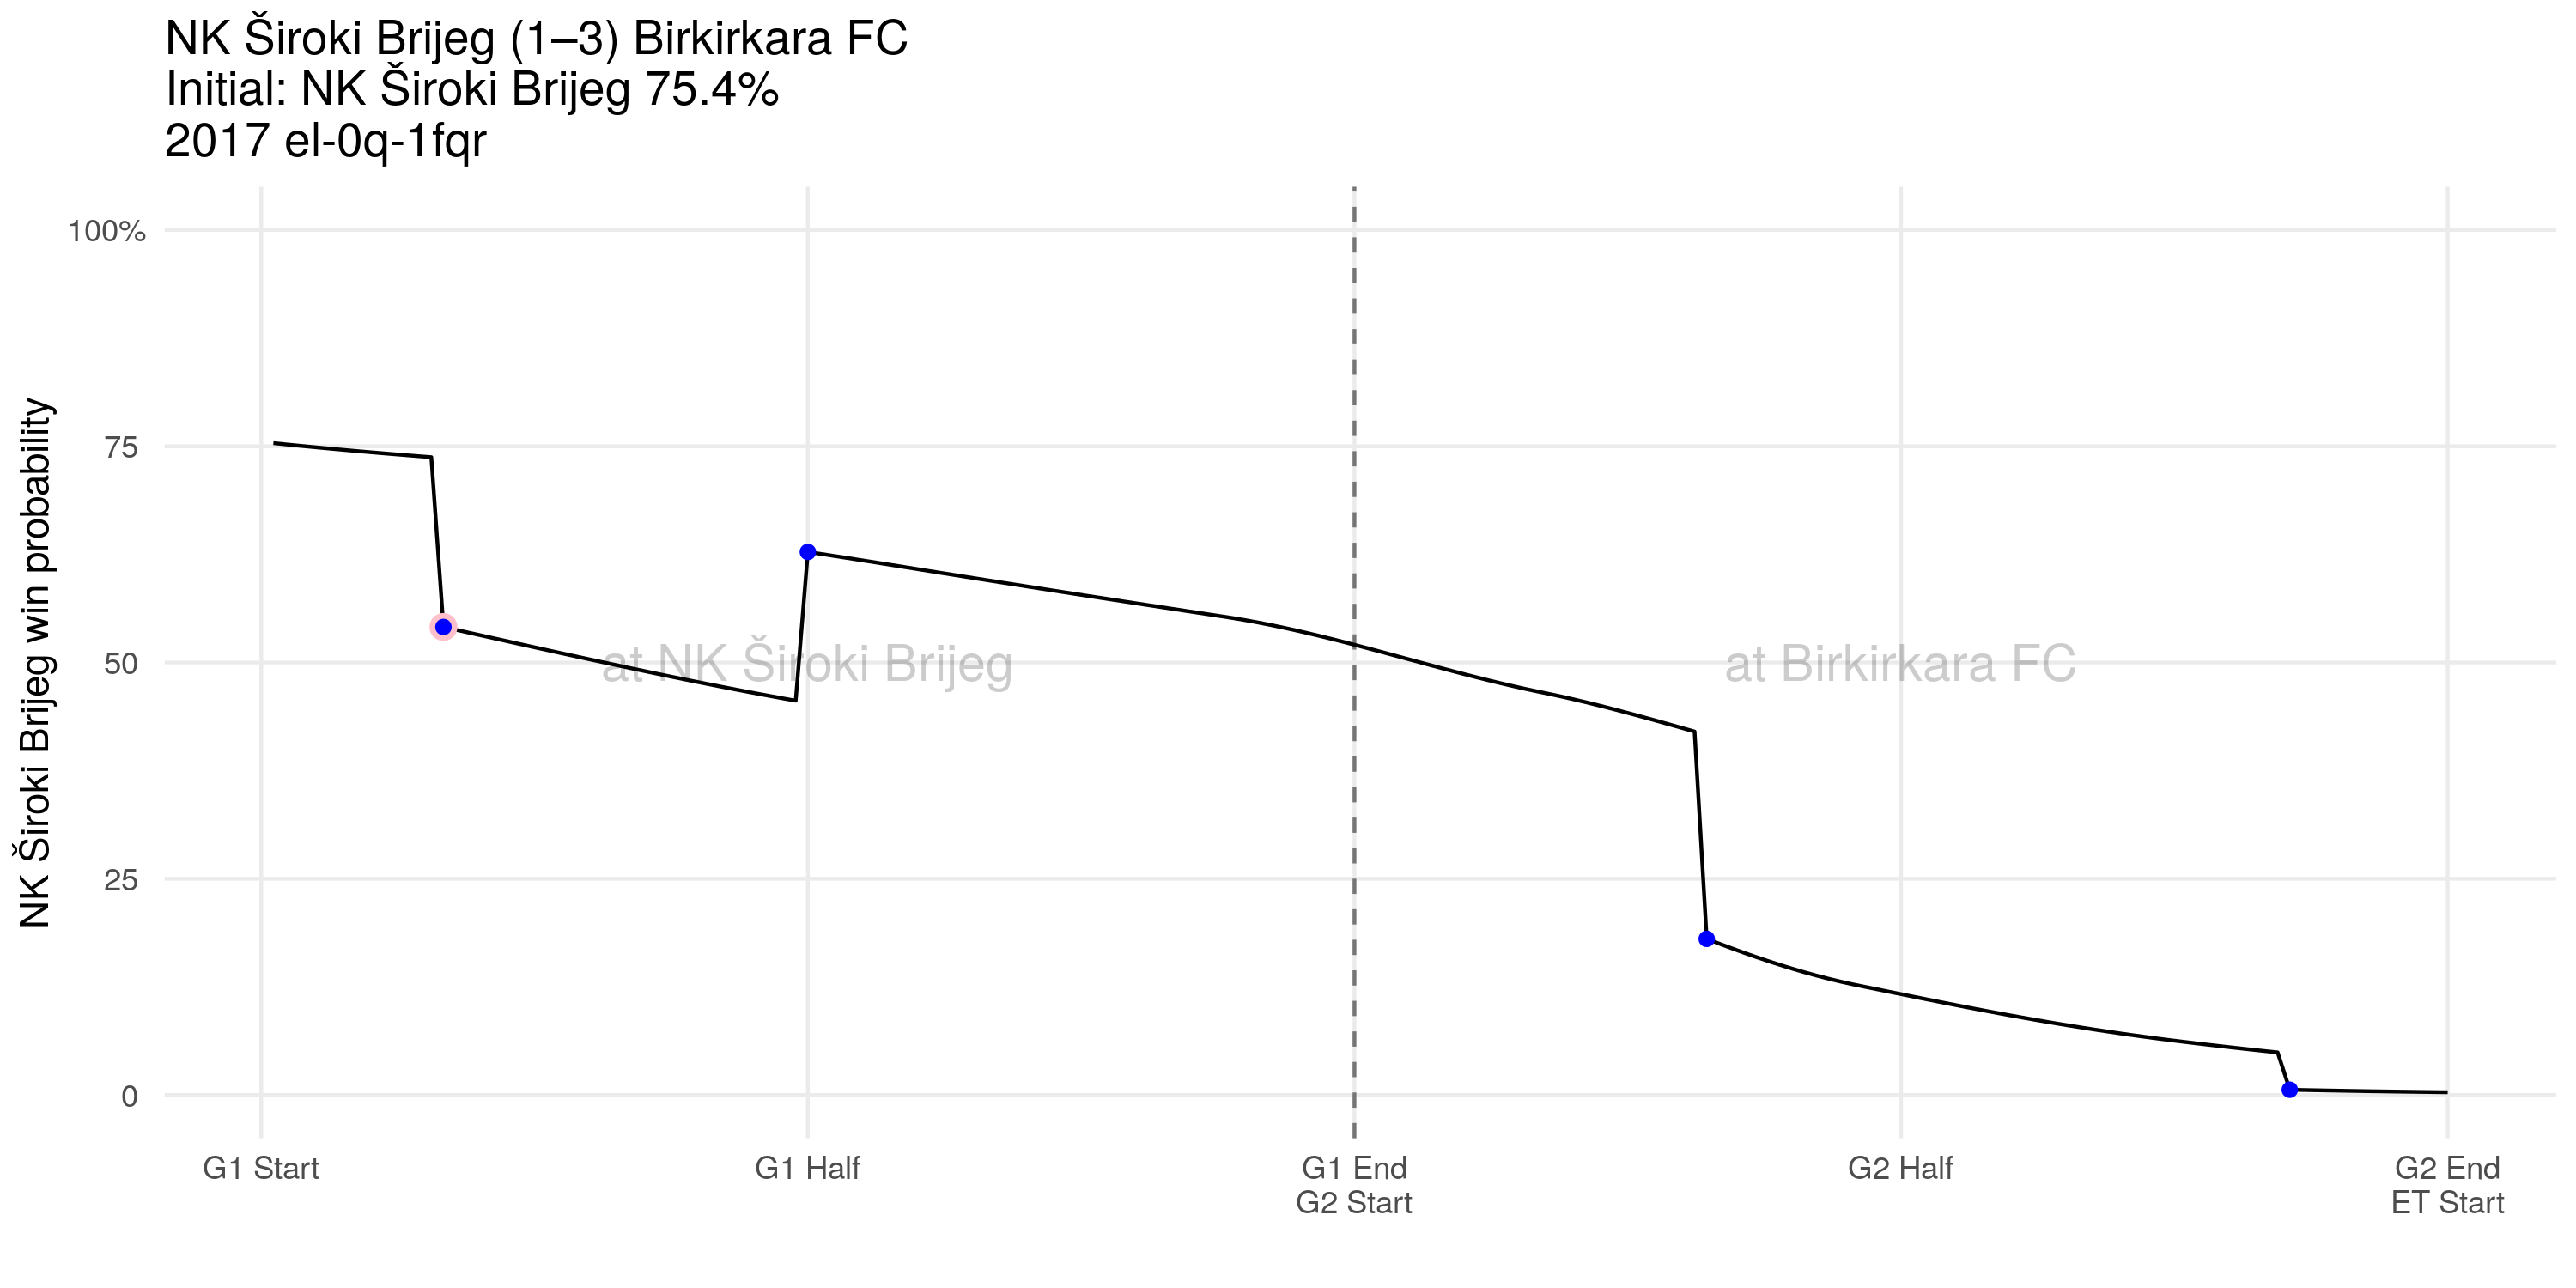 NK Široki Brijeg (1–3) Birkirkara FC
Initial: NK Široki Brijeg 75.4%
2017 el-0q-1fqr
NK Široki Brijeg win probability
100%
75
50
25
0
at NK Široki Brijeg
at Birkirkara FC
G1 Start
G1 Half
G1 End
G2 Start
G2 Half
G2 End
ET Start